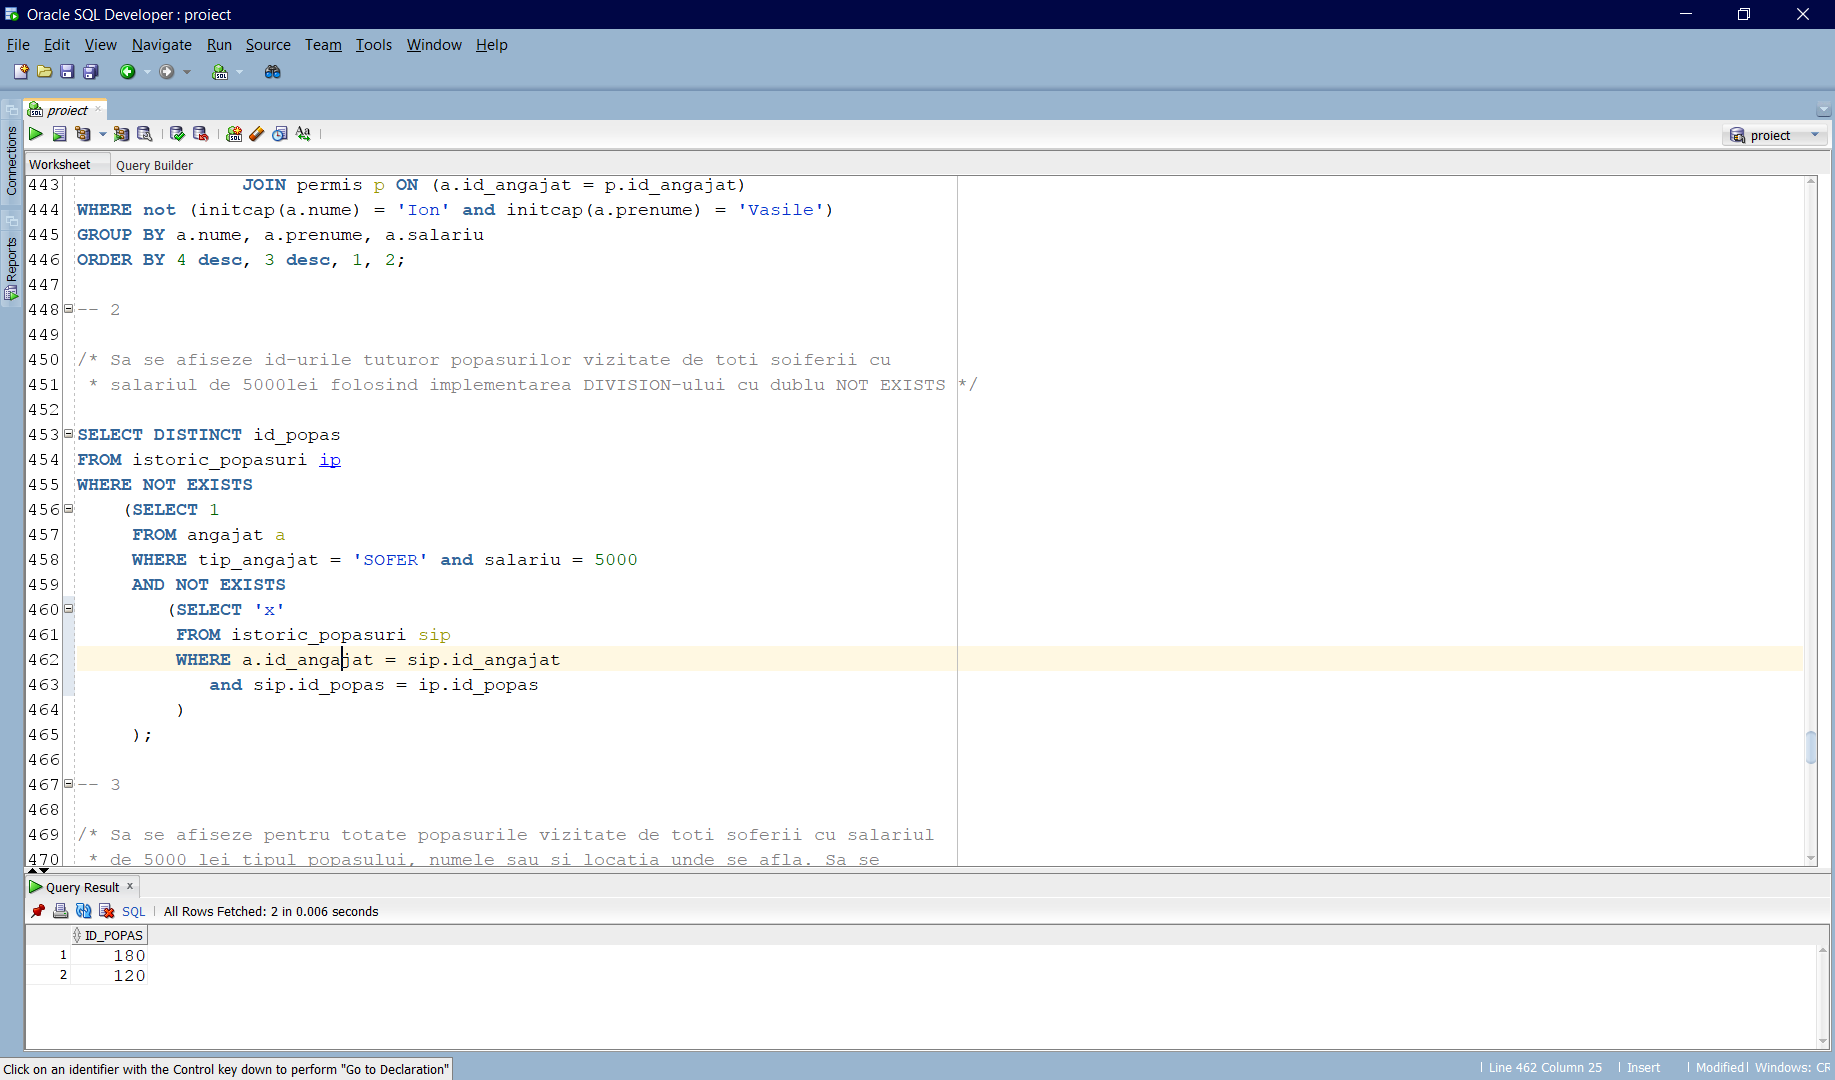 Oracle SQL Developer : proiect
File Edit View Navigate Run Source Team Tools Window Help
proiect
proiect
Connections
Reports
Worksheet Query Builder
443 JOIN permis p ON (a.id_angajat = p.id_angajat)
444 WHERE not (initcap(a.nume) = 'Ion' and initcap(a.prenume) = 'Vasile')
445 GROUP BY a.nume, a.prenume, a.salariu
446 ORDER BY 4 desc, 3 desc, 1, 2;
447
448 -- 2
449
450 /* Sa se afiseze id-urile tuturor popasurilor vizitate de toti soiferii cu
451 * salariul de 5000lei folosind implementarea DIVISION-ului cu dublu NOT EXISTS */
452
453 SELECT DISTINCT id_popas
454 FROM istoric_popasuri ip
455 WHERE NOT EXISTS
456 (SELECT 1
457 FROM angajat a
458 WHERE tip_angajat = 'SOFER' and salariu = 5000
459 AND NOT EXISTS
460 (SELECT 'x'
461 FROM istoric_popasuri sip
462 WHERE a.id_angajat = sip.id_angajat
463 and sip.id_popas = ip.id_popas
464 )
465 );
466
467 -- 3
468
469 /* Sa se afiseze pentru totate popasurile vizitate de toti soferii cu salariul
470 * de 5000 lei tipul popasului, numele sau si locatia unde se afla. Sa se
Query Result
SQL | All Rows Fetched: 2 in 0.006 seconds
ID_POPAS
1 180
2 120
Click on an identifier with the Control key down to perform "Go to Declaration"
Line 462 Column 25 | Insert | Modified | Windows: CR